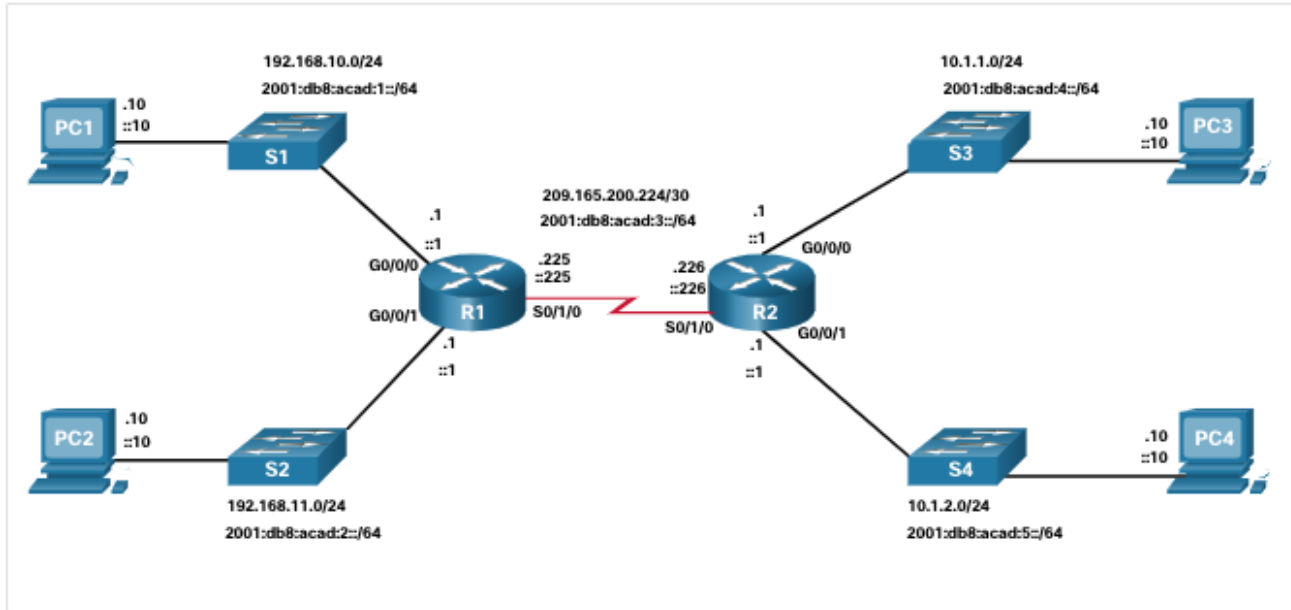 192.168.10.0/24
2001:db8:acad:1::/64
.10
::10
PC1
S1
10.1.1.0/24
2001:db8:acad:4::/64
.10
::10
PC3
S3
209.165.200.224/30
2001:db8:acad:3::/64
.1
::1
G0/0/0
.225
::225
R1
S0/1/0
G0/0/1
.1
::1
.1
::1
G0/0/0
.226
::226
R2
S0/1/0
G0/0/1
.1
::1
.10
::10
PC2
S2
192.168.11.0/24
2001:db8:acad:2::/64
.10
::10
PC4
S4
10.1.2.0/24
2001:db8:acad:5::/64